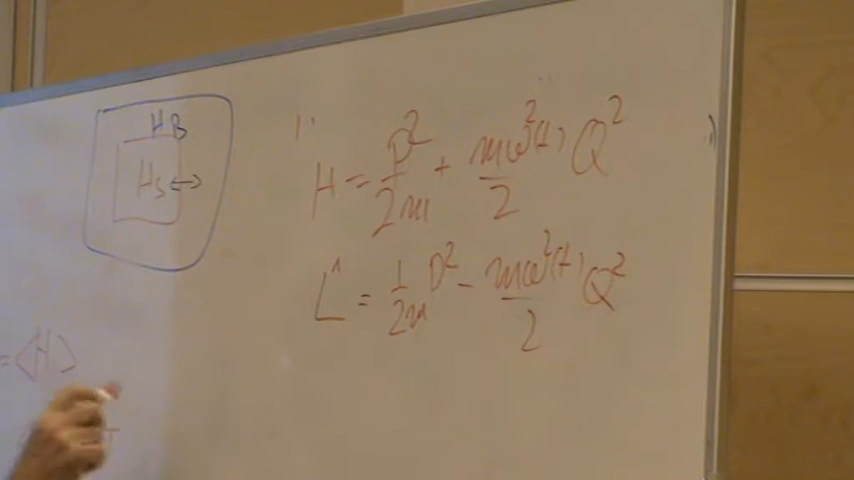 HB
Hs
H = P²/2m + mω²(t)/2 Q²
L̂ = 1/2m P² - mω²(t)/2 Q²
= <H>